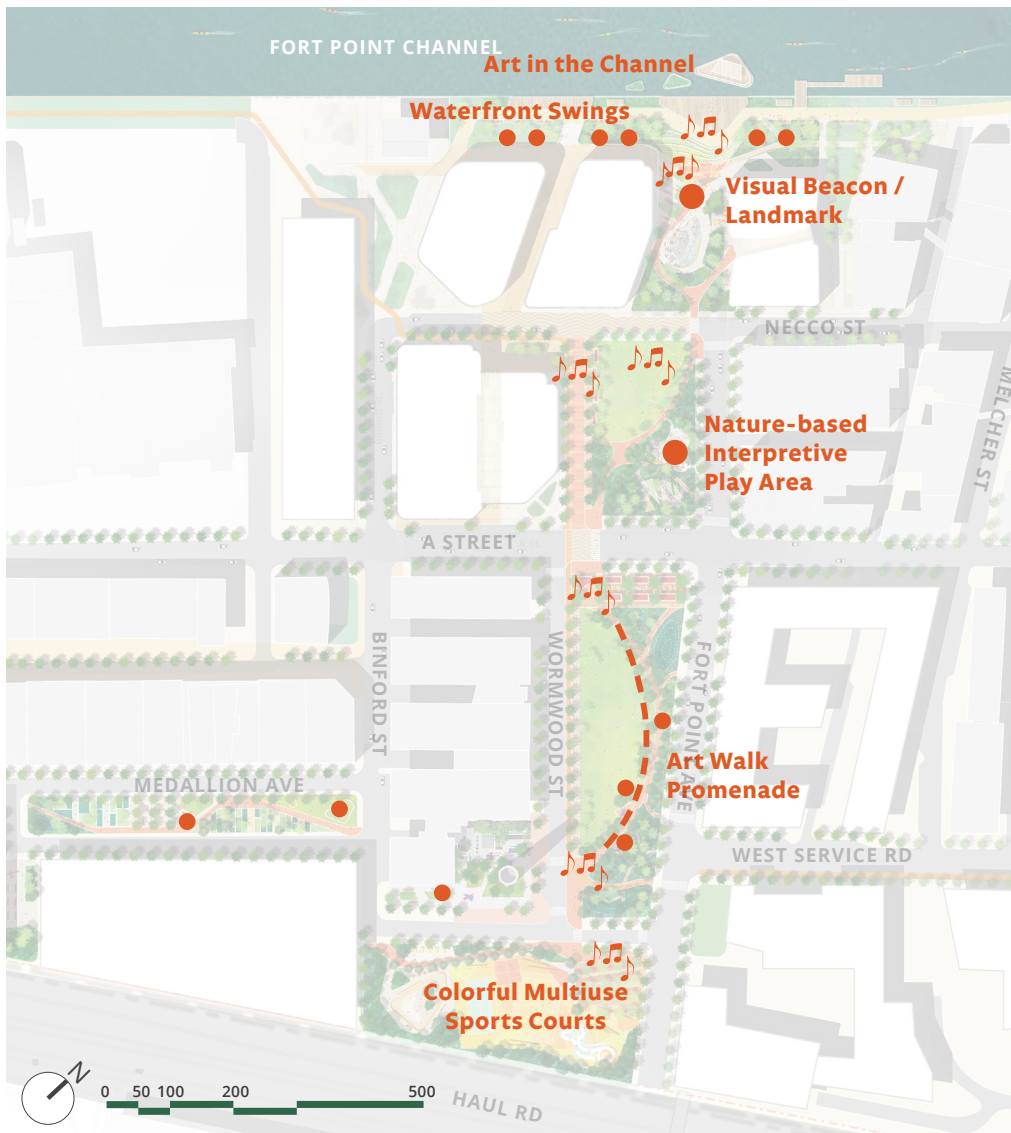 FORT POINT CHANNEL
Art in the Channel
Waterfront Swings
Visual Beacon /
Landmark
NECCO ST
MELCHER ST
Nature-based
Interpretive
Play Area
A STREET
BINFORD ST
WORMWOOD ST
FORT POINT AVE
Art Walk
Promenade
MEDALLION AVE
WEST SERVICE RD
Colorful Multiuse
Sports Courts
HAUL RD
N
0 50 100 200 500